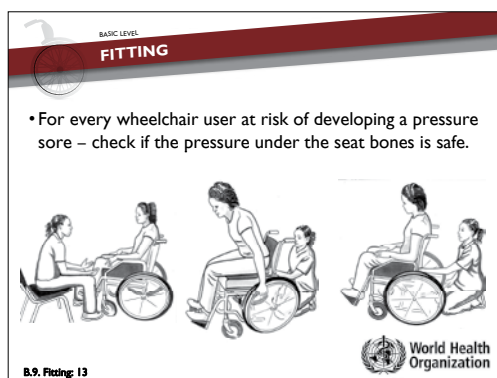 BASIC LEVEL
FITTING
• For every wheelchair user at risk of developing a pressure
sore – check if the pressure under the seat bones is safe.
World Health
Organization
B.9. Fitting: 13